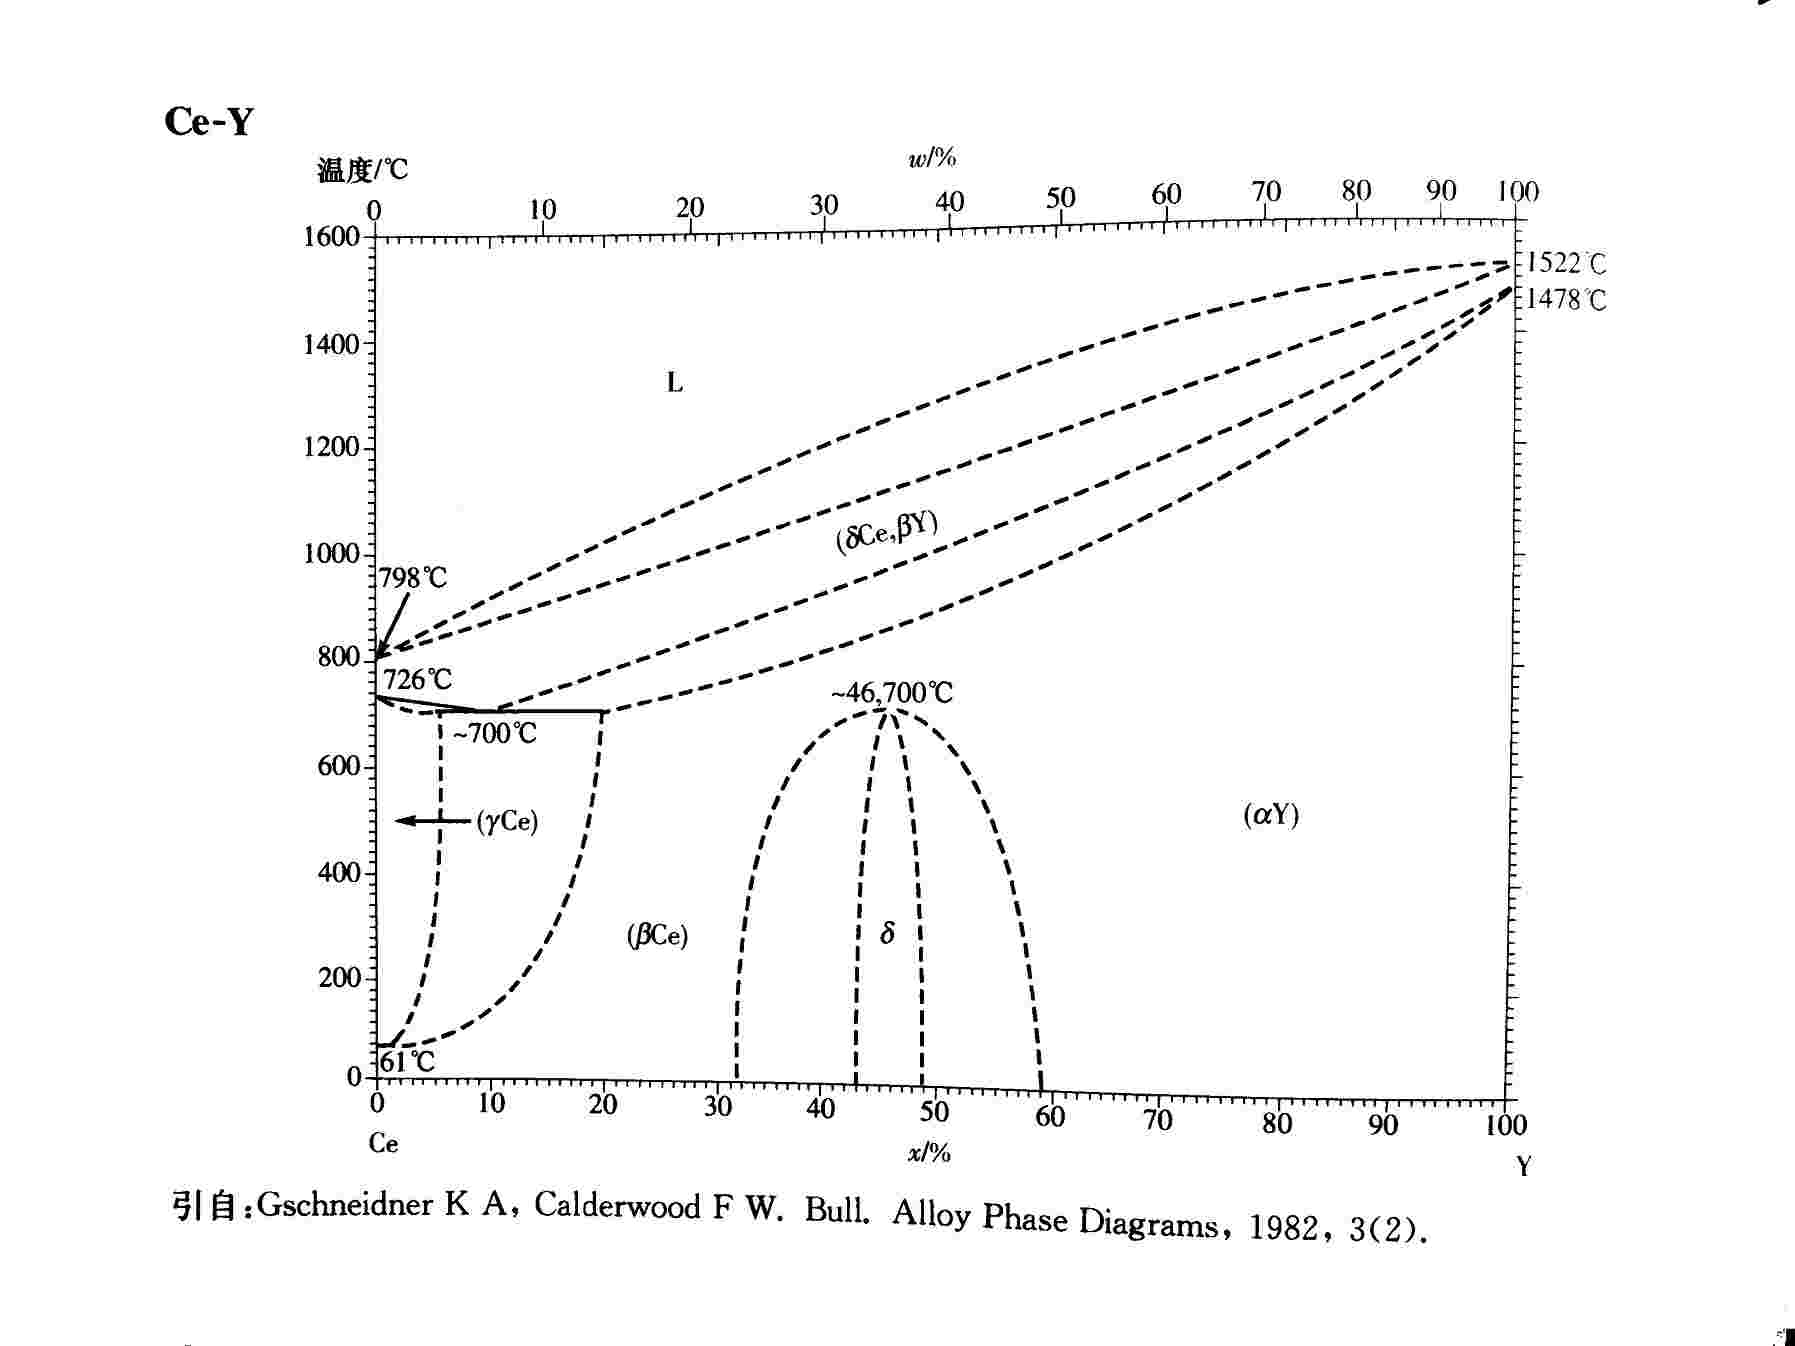 Ce-Y
温度/℃
w/%
0 10 20 30 40 50 60 70 80 90 100
1600
1522℃
1478℃
1400
L
1200
(δCe,βY)
1000
798℃
800
726℃
~46,700℃
~700℃
600
(γCe)
(αY)
400
(βCe)
δ
200
61℃
0
0 10 20 30 40 50 60 70 80 90 100
Ce
x/%
Y
引自:Gschneidner K A, Calderwood F W. Bull. Alloy Phase Diagrams, 1982, 3(2).